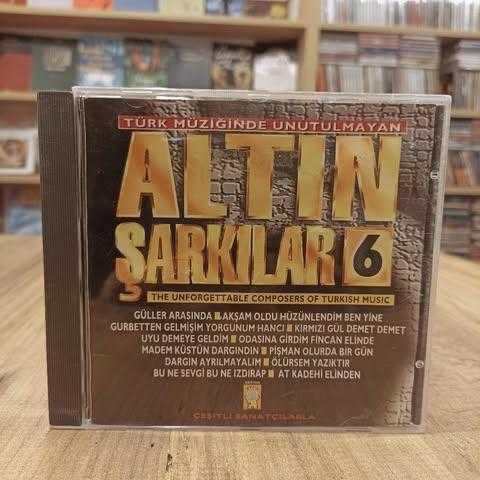 TÜRK MÜZİĞİNDE UNUTULMAYAN
ALTIN
ŞARKILAR 6
THE UNFORGETTABLE COMPOSERS OF TURKISH MUSIC
GÜLLER ARASINDA ■ AKŞAM OLDU HÜZÜNLENDİM BEN YİNE
GURBETTEN GELMİŞİM YORGUNUM HANCI ■ KIRMIZI GÜL DEMET DEMET
UYU DEMEYE GELDİM ■ ODASINA GİRDİM FİNCAN ELİNDE
MADEM KÜSTÜN DARGINDIN ■ PİŞMAN OLURDA BİR GÜN
DARGIN AYRILMAYALIM ■ ÖLÜRSEM YAZIKTIR
BU NE SEVGİ BU NE IZDIRAP ■ AT KADEHİ ELİNDEN
ÇEŞİTLİ SANATÇILARLA